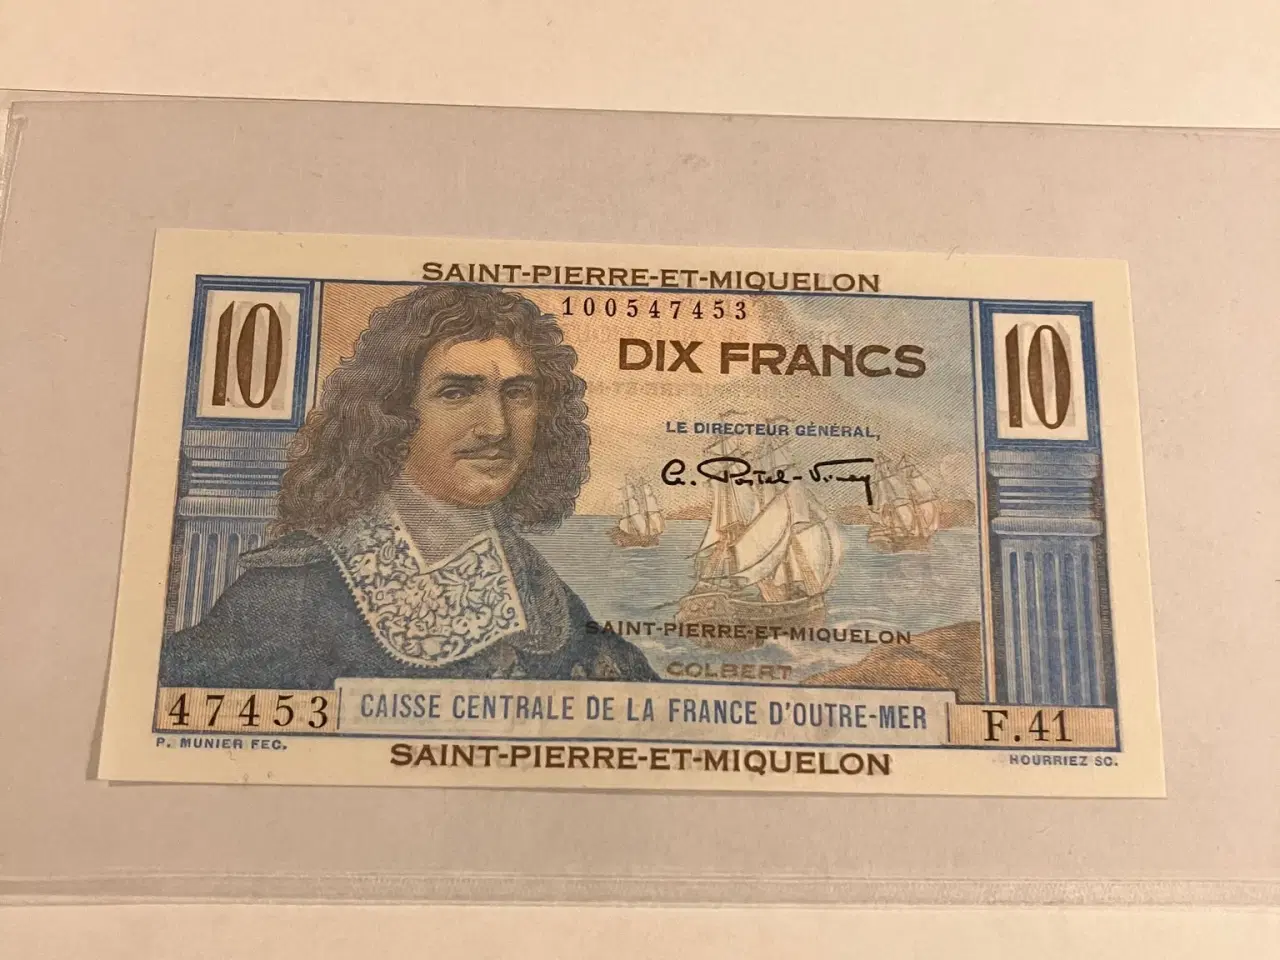 SAINT-PIERRE-ET-MIQUELON
10
100547453
10
DIX FRANCS
LE DIRECTEUR GÉNÉRAL,
SAINT-PIERRE-ET-MIQUELON
COLBERT
47453
CAISSE CENTRALE DE LA FRANCE D'OUTRE-MER
F.41
P. MUNIER FEC.
SAINT-PIERRE-ET-MIQUELON
HOURRIEZ SC.